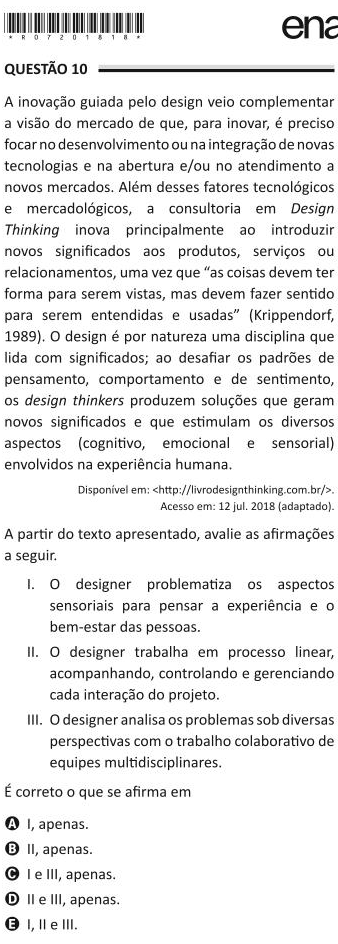 * R 0 7 2 0 1 8 1 8 *
ena
QUESTÃO 10
A inovação guiada pelo design veio complementar
a visão do mercado de que, para inovar, é preciso
focar no desenvolvimento ou na integração de novas
tecnologias e na abertura e/ou no atendimento a
novos mercados. Além desses fatores tecnológicos
e mercadológicos, a consultoria em Design
Thinking inova principalmente ao introduzir
novos significados aos produtos, serviços ou
relacionamentos, uma vez que “as coisas devem ter
forma para serem vistas, mas devem fazer sentido
para serem entendidas e usadas” (Krippendorf,
1989). O design é por natureza uma disciplina que
lida com significados; ao desafiar os padrões de
pensamento, comportamento e de sentimento,
os design thinkers produzem soluções que geram
novos significados e que estimulam os diversos
aspectos (cognitivo, emocional e sensorial)
envolvidos na experiência humana.
Disponível em: <http://livrodesignthinking.com.br/>.
Acesso em: 12 jul. 2018 (adaptado).
A partir do texto apresentado, avalie as afirmações
a seguir.
I. O designer problematiza os aspectos
sensoriais para pensar a experiência e o
bem-estar das pessoas.
II. O designer trabalha em processo linear,
acompanhando, controlando e gerenciando
cada interação do projeto.
III. O designer analisa os problemas sob diversas
perspectivas com o trabalho colaborativo de
equipes multidisciplinares.
É correto o que se afirma em
A I, apenas.
B II, apenas.
C I e III, apenas.
D II e III, apenas.
E I, II e III.